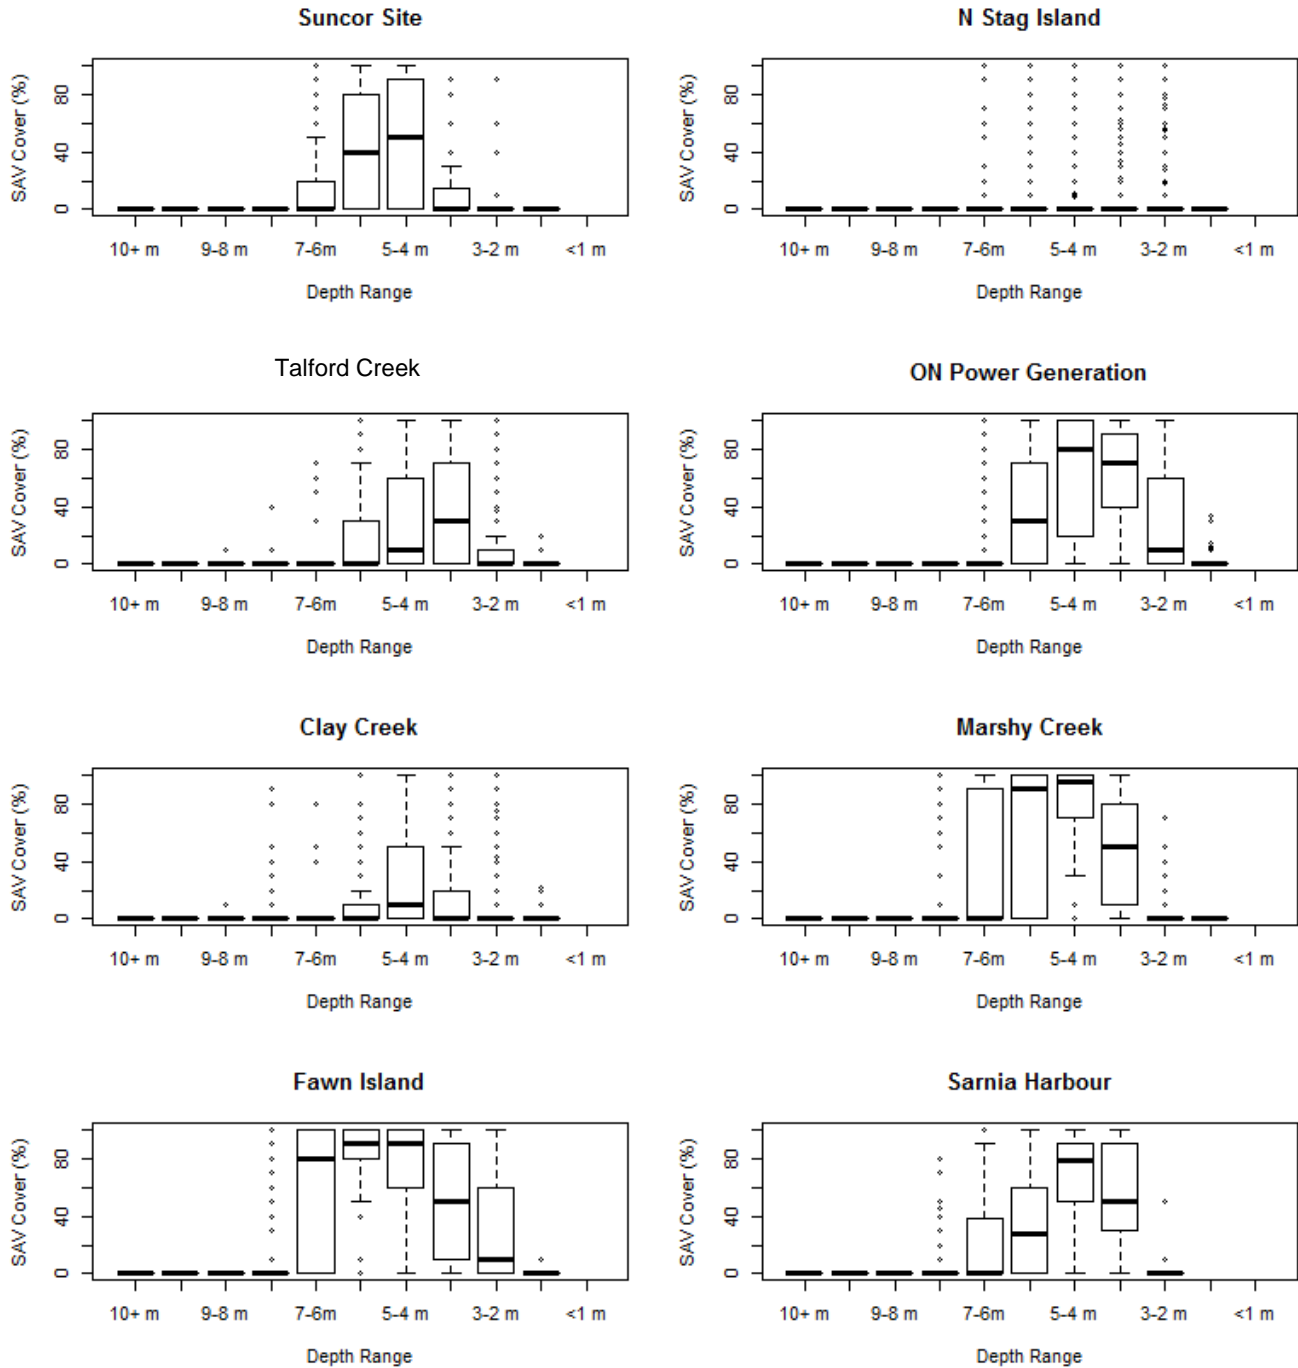 Suncor Site
SAV Cover (%)
80
40
0
10+ m 9-8 m 7-6m 5-4 m 3-2 m <1 m
Depth Range
N Stag Island
SAV Cover (%)
80
40
0
10+ m 9-8 m 7-6m 5-4 m 3-2 m <1 m
Depth Range
Talford Creek
SAV Cover (%)
80
40
0
10+ m 9-8 m 7-6m 5-4 m 3-2 m <1 m
Depth Range
ON Power Generation
SAV Cover (%)
80
40
0
10+ m 9-8 m 7-6m 5-4 m 3-2 m <1 m
Depth Range
Clay Creek
SAV Cover (%)
80
40
0
10+ m 9-8 m 7-6m 5-4 m 3-2 m <1 m
Depth Range
Marshy Creek
SAV Cover (%)
80
40
0
10+ m 9-8 m 7-6m 5-4 m 3-2 m <1 m
Depth Range
Fawn Island
SAV Cover (%)
80
40
0
10+ m 9-8 m 7-6m 5-4 m 3-2 m <1 m
Depth Range
Sarnia Harbour
SAV Cover (%)
80
40
0
10+ m 9-8 m 7-6m 5-4 m 3-2 m <1 m
Depth Range